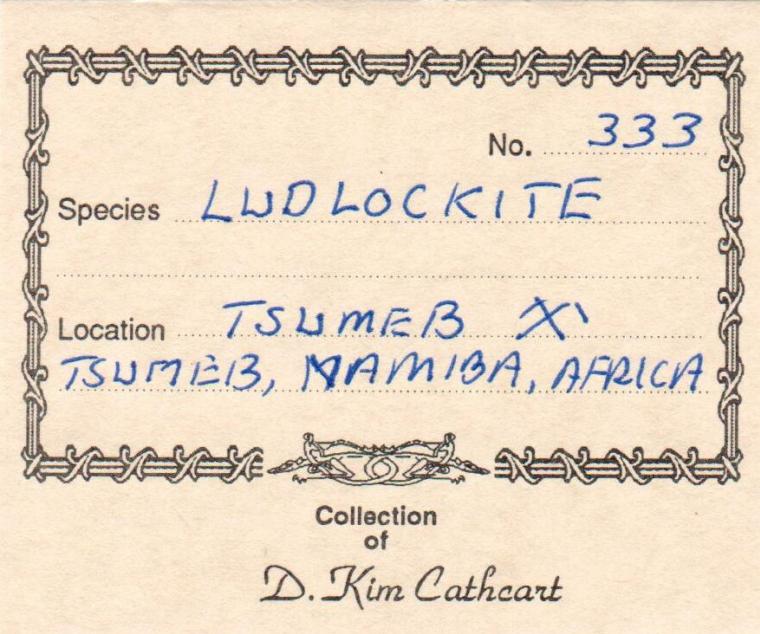 No. 333
Species LUDLOCKITE
Location TSUMEB
TSUMEB, NAMIBA, AFRICA
Collection
of
D. Kim Cathcart